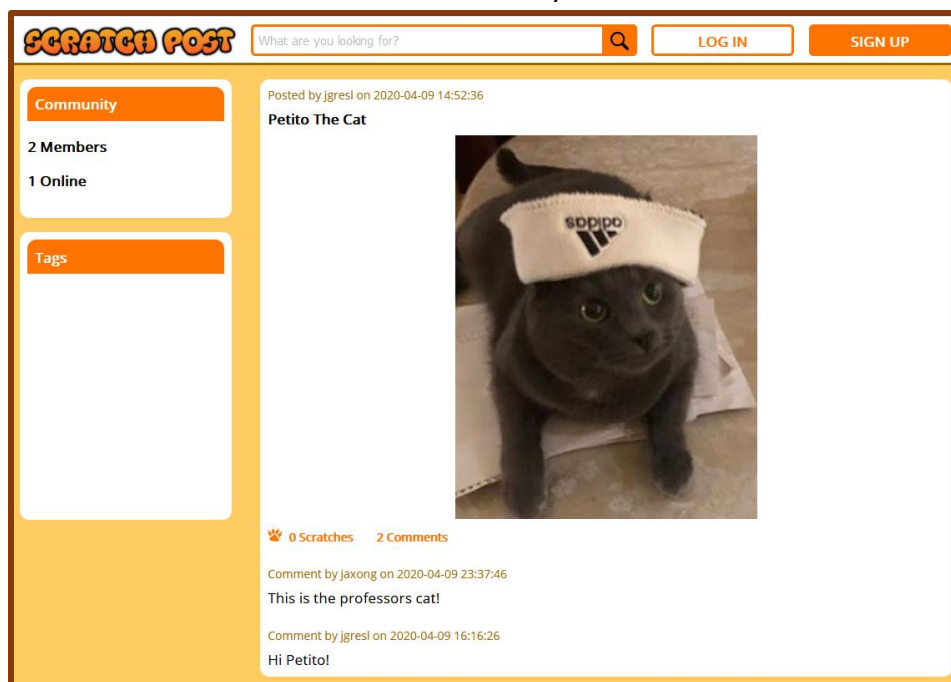 SCRATCH POST
What are you looking for?
LOG IN
SIGN UP
Community
2 Members
1 Online
Tags
Posted by jgresl on 2020-04-09 14:52:36
Petito The Cat
adidas
0 Scratches 2 Comments
Comment by jaxong on 2020-04-09 23:37:46
This is the professors cat!
Comment by jgresl on 2020-04-09 16:16:26
Hi Petito!